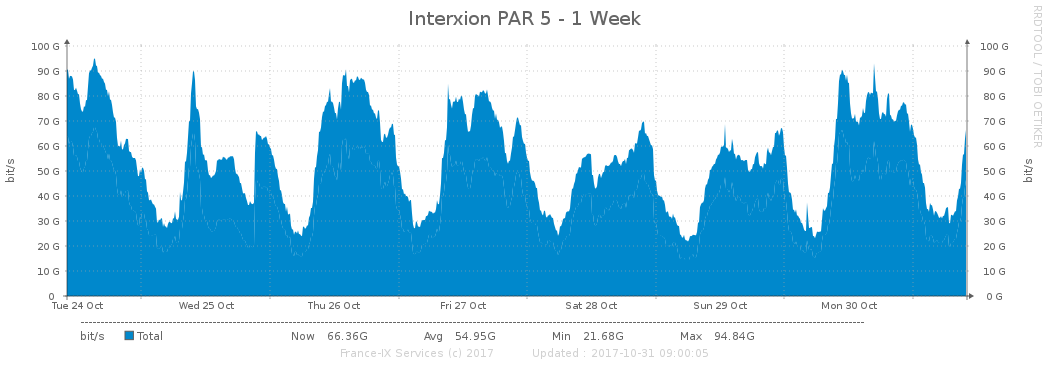 Interxion PAR 5 - 1 Week
RRDTOOL / TOBI OETIKER
bit/s
100 G
90 G
80 G
70 G
60 G
50 G
40 G
30 G
20 G
10 G
0
100 G
90 G
80 G
70 G
60 G
50 G
40 G
30 G
20 G
10 G
0 G
bit/s
Tue 24 Oct Wed 25 Oct Thu 26 Oct Fri 27 Oct Sat 28 Oct Sun 29 Oct Mon 30 Oct
bit/s Total Now 66.36G Avg 54.95G Min 21.68G Max 94.84G
France-IX Services (c) 2017 Updated : 2017-10-31 09:00:05